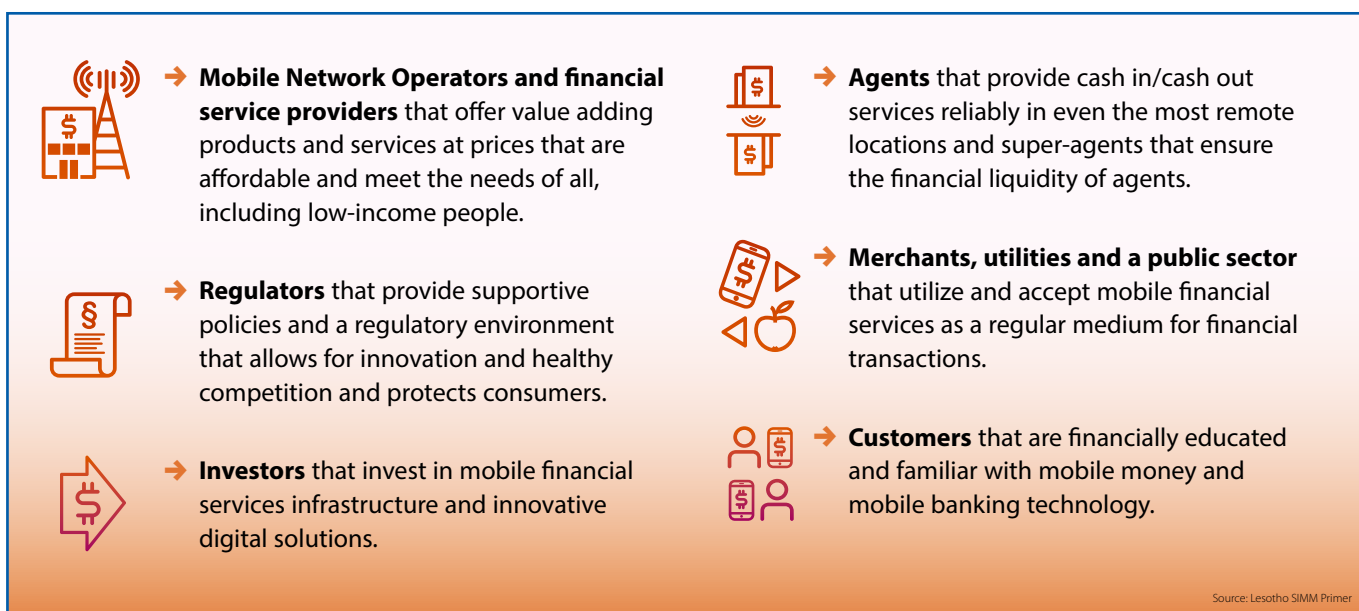 → Mobile Network Operators and financial
service providers that offer value adding
products and services at prices that are
affordable and meet the needs of all,
including low-income people.
→ Regulators that provide supportive
policies and a regulatory environment
that allows for innovation and healthy
competition and protects consumers.
→ Investors that invest in mobile financial
services infrastructure and innovative
digital solutions.
→ Agents that provide cash in/cash out
services reliably in even the most remote
locations and super-agents that ensure
the financial liquidity of agents.
→ Merchants, utilities and a public sector
that utilize and accept mobile financial
services as a regular medium for financial
transactions.
→ Customers that are financially educated
and familiar with mobile money and
mobile banking technology.
Source: Lesotho SIMM Primer